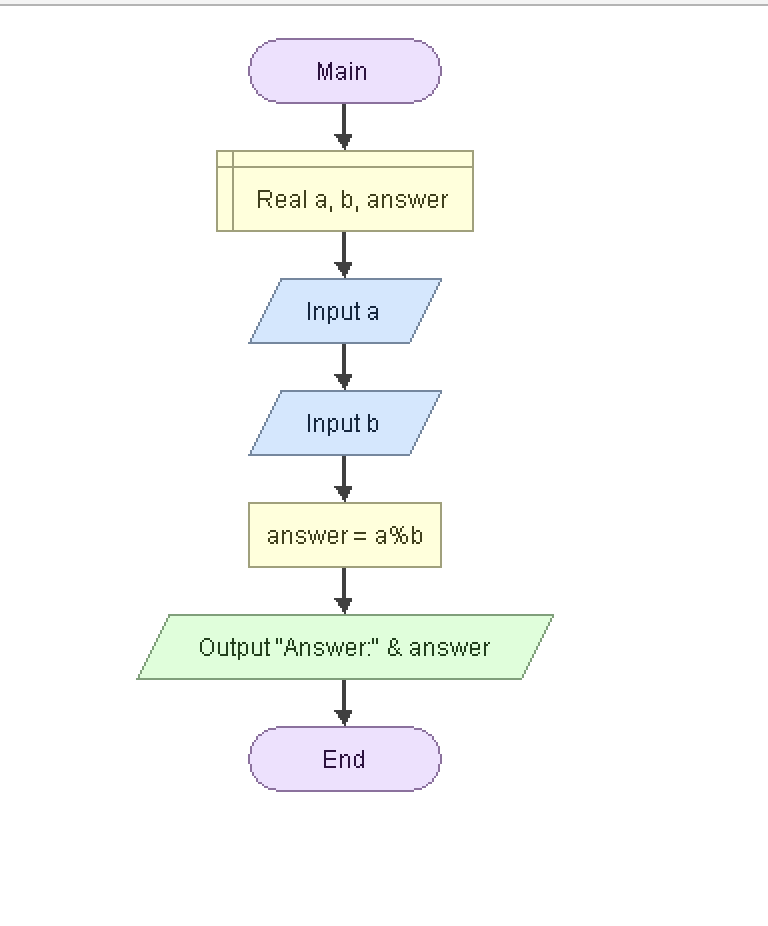 Main
Real a, b, answer
Input a
Input b
answer = a%b
Output "Answer:" & answer
End